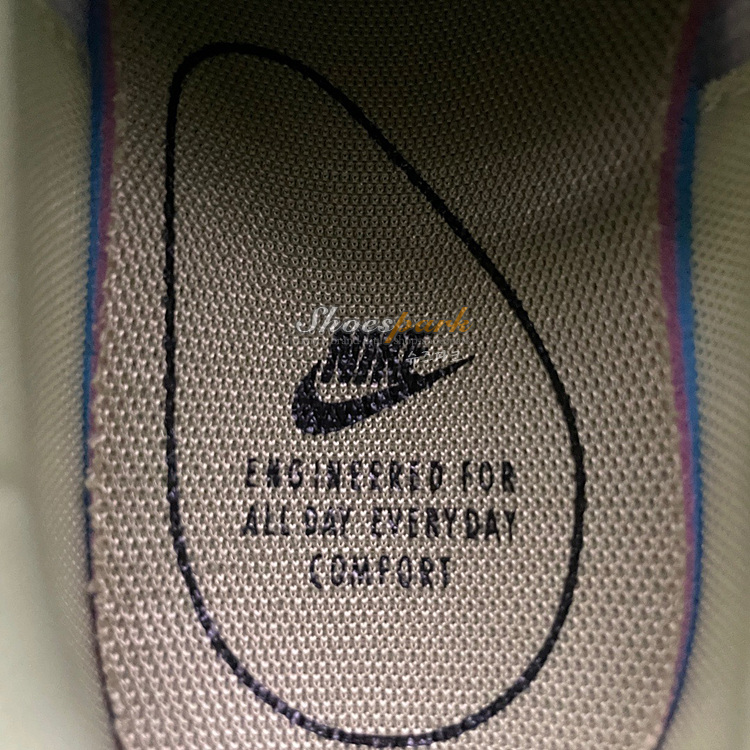 Shoespark
NIKE
ENGINEERED FOR
ALL DAY EVERYDAY
COMFORT